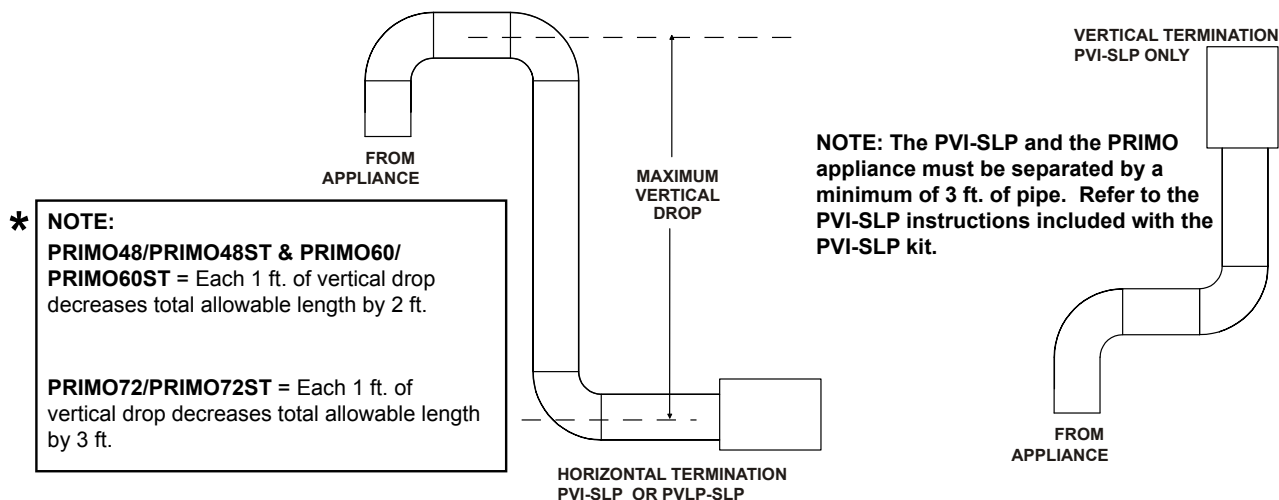 FROM
APPLIANCE
MAXIMUM
VERTICAL
DROP
*
NOTE:
PRIMO48/PRIMO48ST & PRIMO60/
PRIMO60ST = Each 1 ft. of vertical drop
decreases total allowable length by 2 ft.
PRIMO72/PRIMO72ST = Each 1 ft. of
vertical drop decreases total allowable length
by 3 ft.
HORIZONTAL TERMINATION
PVI-SLP OR PVLP-SLP
VERTICAL TERMINATION
PVI-SLP ONLY
NOTE: The PVI-SLP and the PRIMO
appliance must be separated by a
minimum of 3 ft. of pipe. Refer to the
PVI-SLP instructions included with the
PVI-SLP kit.
FROM
APPLIANCE